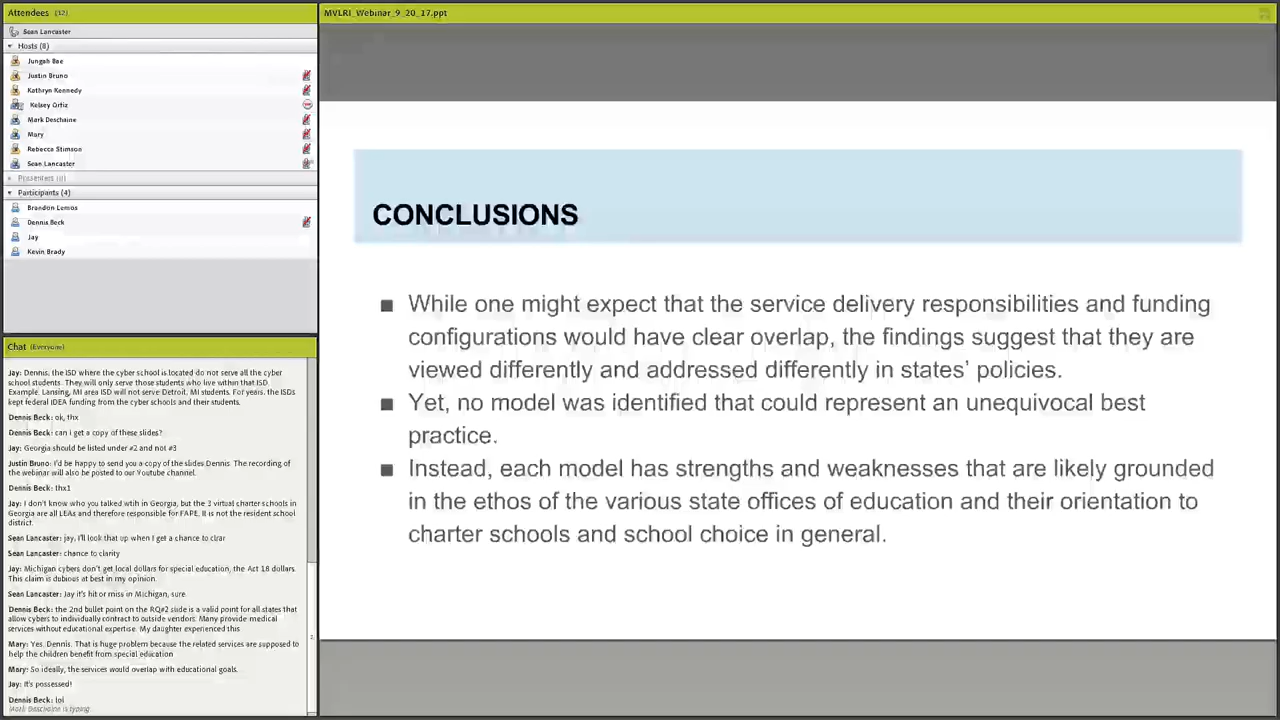 Attendees (12)
Sean Lancaster
Hosts (8)
Jungah Bae
Justin Bruno
Kathryn Kennedy
Kelsey Ortiz
Mark Deschaine
Mary
Rebecca Stimson
Sean Lancaster
Presenters (0)
Participants (4)
Brandon Lemos
Dennis Beck
Jay
Kevin Brady
Chat (Everyone)
Jay: Dennis, the ISD where the cyber school is located do not serve all the cyber
school students. They will only serve those students who live within that ISD.
Example, Lansing, MI area ISD will not serve Detroit, MI students. For years, the ISDs
kept federal IDEA funding from the cyber schools and their students.
Dennis Beck: ok, thx
Dennis Beck: can i get a copy of these slides?
Jay: Georgia should be listed under #2 and not #3
Justin Bruno: I'd be happy to send you a copy of the slides Dennis. The recording of
the webinar will also be posted to our Youtube channel.
Dennis Beck: thx1
Jay: I don't know who you talked wtih in Georgia, but the 3 virtual charter schools in
Georgia are all LEAs and therefore responsible for FAPE. It is not the resident school
district.
Sean Lancaster: jay, I'll look that up when I get a chance to clar
Sean Lancaster: chance to clarity
Jay: Michigan cybers don't get local dollars for special education, the Act 18 dollars.
This claim is dubious at best in my opinion.
Sean Lancaster: Jay it's hit or miss in Michigan, sure.
Dennis Beck: the 2nd bullet point on the RQ#2 slide is a valid point for all states that
allow cybers to individually contract to outside vendors. Many provide medical
services without educational expertise. My daughter experienced this
Mary: Yes, Dennis. That is huge problem because the related services are supposed to
help the children benefit from special education
Mary: So ideally, the services would overlap with educational goals.
Jay: It's possessed!
Dennis Beck: lol
Mark Deschaine is typing
MVLRI_Webinar_9_20_17.ppt
CONCLUSIONS
■ While one might expect that the service delivery responsibilities and funding
configurations would have clear overlap, the findings suggest that they are
viewed differently and addressed differently in states' policies.
■ Yet, no model was identified that could represent an unequivocal best
practice.
■ Instead, each model has strengths and weaknesses that are likely grounded
in the ethos of the various state offices of education and their orientation to
charter schools and school choice in general.